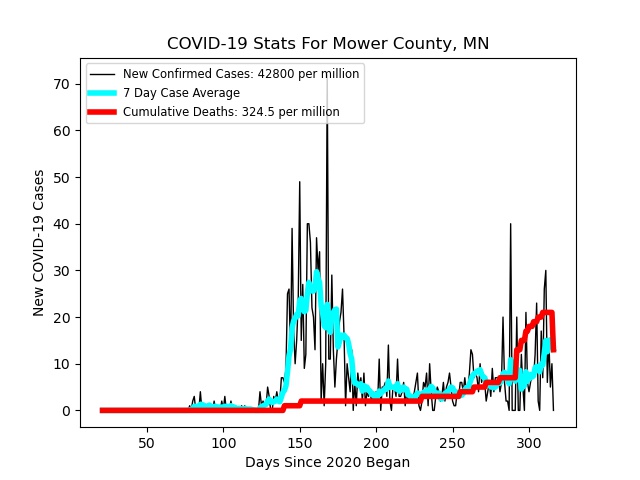 COVID-19 Stats For Mower County, MN
New Confirmed Cases: 42800 per million
7 Day Case Average
Cumulative Deaths: 324.5 per million
New COVID-19 Cases
70
60
50
40
30
20
10
0
50 100 150 200 250 300
Days Since 2020 Began